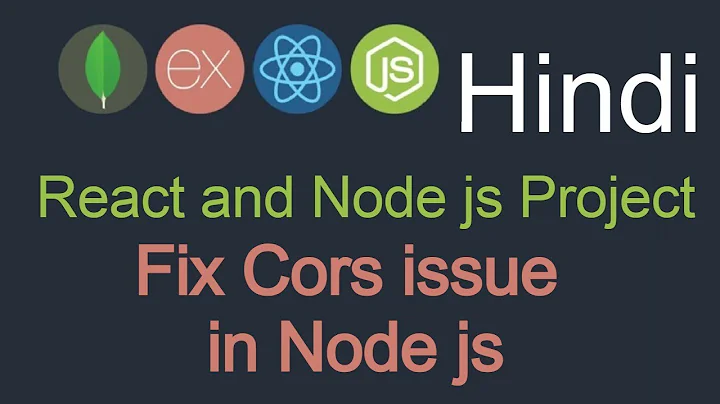 ex
JS
Hindi
React and Node js Project
Fix Cors issue
in Node js